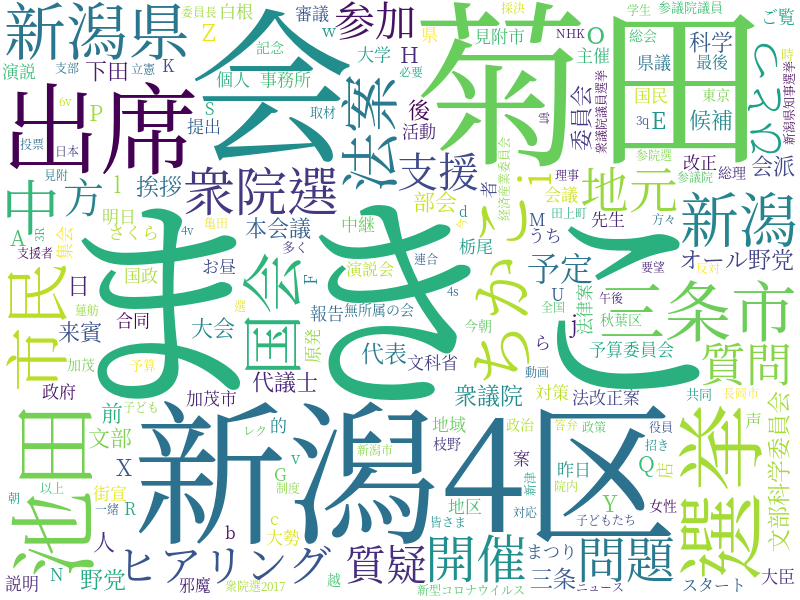 委員長 白根 審議 参加 w O 主催 NHK 総会 学生 参議院議員 ご覧
新潟県 記念 Z 県 科学 最後 時
演説 支部 立憲 K 下田 個人 事務所 大学 必要 H 菊田 県議 東京 新潟県知事選挙
会 S 取材 後 国民 q E 候補
出席 6v P 提出 法案 活動 委員会 衆議院議員選挙 3q
投票 日本 見附 衆院選 支援 者 理事 経済産業委員会 参院選 改正 総理 会派
中 方 l 挨拶 部会 会議 i 地元 参議院 田上町 方々
A 3R 明日 さくら 本会議 中継 d M うち 先生 新潟
支援者 集会 4v 亀田 多く 栃尾 オール野党 要望 反対
市民 日 国政 お昼 国会 演説会 F 連合 予定 U 全国 三条市
蓮舫 選 報告 無所属の会 4s ちかこ j 法律案 秋葉区 午後
来賓 合同 大会 原発 まきこ 今朝 ら 予算委員会 質問
加茂 予算 代表 文科省 動画 法改正案 共同 長岡市
政府 加茂市 代議士 衆議院 対策 声
池田 前 子ども 文部 レク 的 新潟市 地域 政治 政策 答弁 役員 招き 選挙 文部科学委員会
X 街宣 v G 制度 新潟4区 枝野 案 昨日 Q 店
朝 以上 一緒 R c 皆さま 対応 新津 院内 地区 Y 女性
人 b 大勢 開催 まつり 問題 子どもたち
説明 N 野党 ヒアリング 質疑 三条 スタート 大臣
邪魔 衆院選2017 越 新型コロナウイルス ニュース